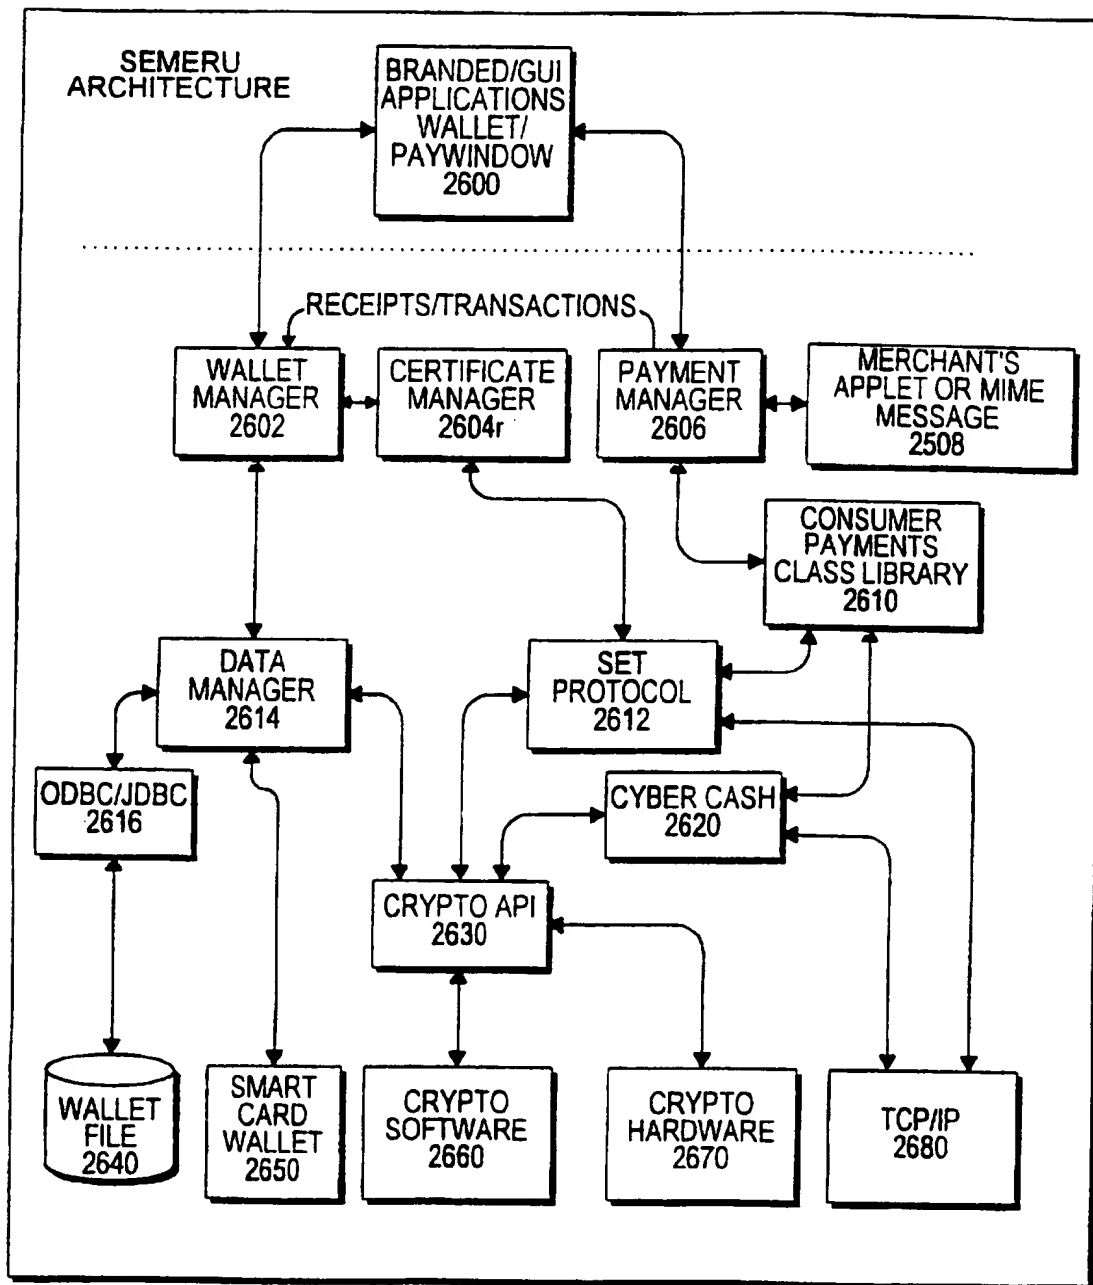 SEMERU
ARCHITECTURE
BRANDED/GUI
APPLICATIONS
WALLET/
PAYWINDOW
2600
RECEIPTS/TRANSACTIONS
WALLET
MANAGER
2602
CERTIFICATE
MANAGER
2604r
PAYMENT
MANAGER
2606
MERCHANT'S
APPLET OR MIME
MESSAGE
2508
CONSUMER
PAYMENTS
CLASS LIBRARY
2610
DATA
MANAGER
2614
SET
PROTOCOL
2612
ODBC/JDBC
2616
CYBER CASH
2620
CRYPTO API
2630
WALLET
FILE
2640
SMART
CARD
WALLET
2650
CRYPTO
SOFTWARE
2660
CRYPTO
HARDWARE
2670
TCP/IP
2680